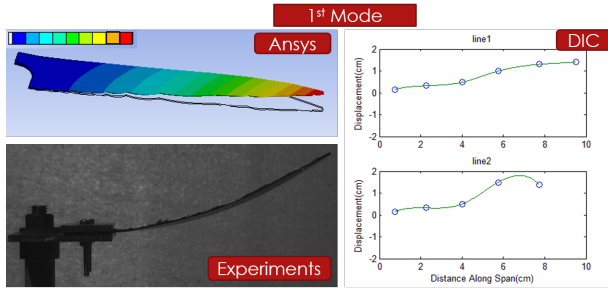 1st Mode
Ansys
Experiments
DIC
line1
Displacement(cm)
2
1
0
-1
-2
0 2 4 6 8 10
line2
Displacement(cm)
2
1
0
-1
-2
0 2 4 6 8 10
Distance Along Span(cm)